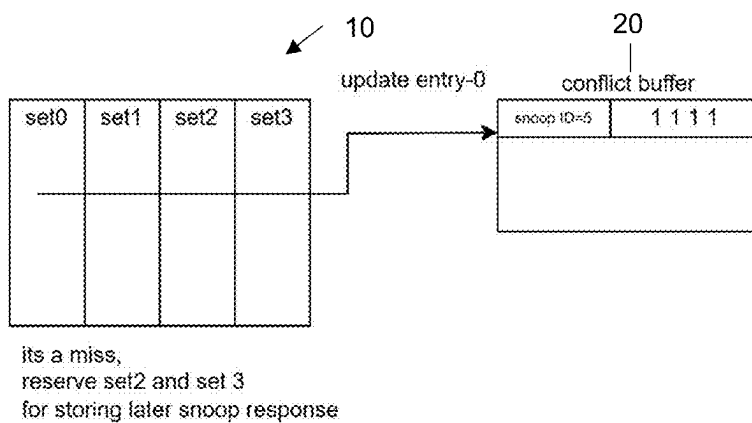 10
20
update entry-0
conflict buffer
set0 set1 set2 set3
snoop ID=5 1 1 1 1
its a miss,
reserve set2 and set 3
for storing later snoop response